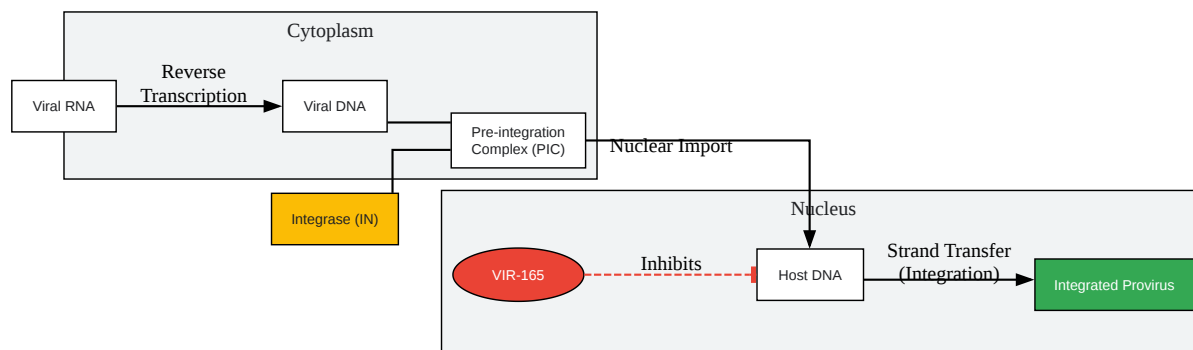 Cytoplasm
Reverse
Transcription
Viral RNA
Viral DNA
Pre-integration
Complex (PIC)
Nuclear Import
Integrase (IN)
Nucleus
VIR-165
Inhibits
Host DNA
Strand Transfer
(Integration)
Integrated Provirus